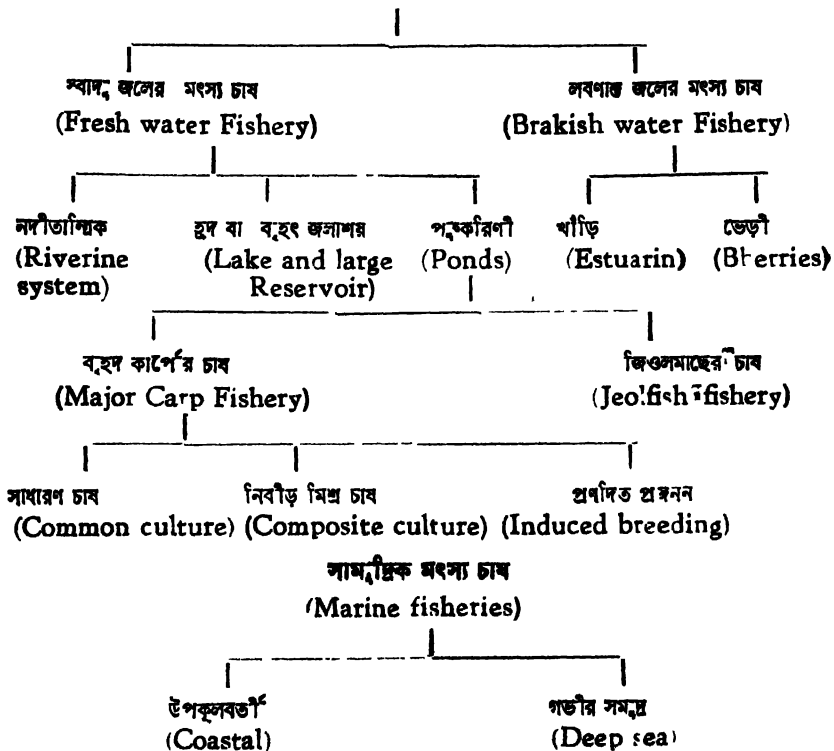 স্বাদু জলের মৎস্য চাষ লবণাক্ত জলের মৎস্য চাষ
(Fresh water Fishery) (Brakish water Fishery)
নদীতান্ত্রিক হ্রদ বা বৃহৎ জলাশয় পুষ্করিণী খাঁড়ি ভেড়ী
(Riverine (Lake and large (Ponds) (Estuarin) (Bherries)
system) Reservoir)
বৃহদ কার্পের চাষ জিওলমাছের চাষ
(Major Carp Fishery) (Jeolfish fishery)
সাধারণ চাষ নিবীড় মিশ্র চাষ প্রণদিত প্রজনন
(Common culture) (Composite culture) (Induced breeding)
সামুদ্রিক মৎস্য চাষ
(Marine fisheries)
উপকূলবর্তী গভীর সমুদ্র
(Coastal) (Deep sea)